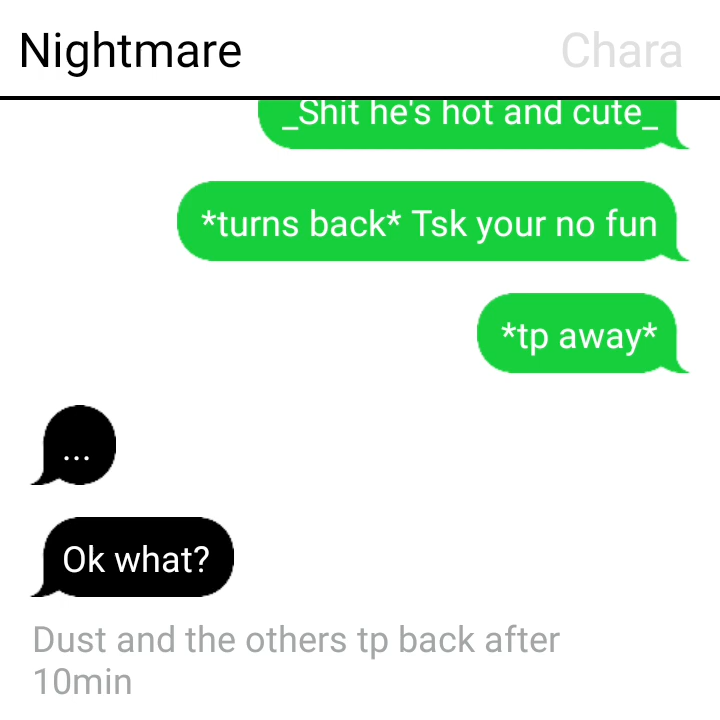 Nightmare
Chara
_Shit he's hot and cute_
*turns back* Tsk your no fun
*tp away*
...
Ok what?
Dust and the others tp back after
10min